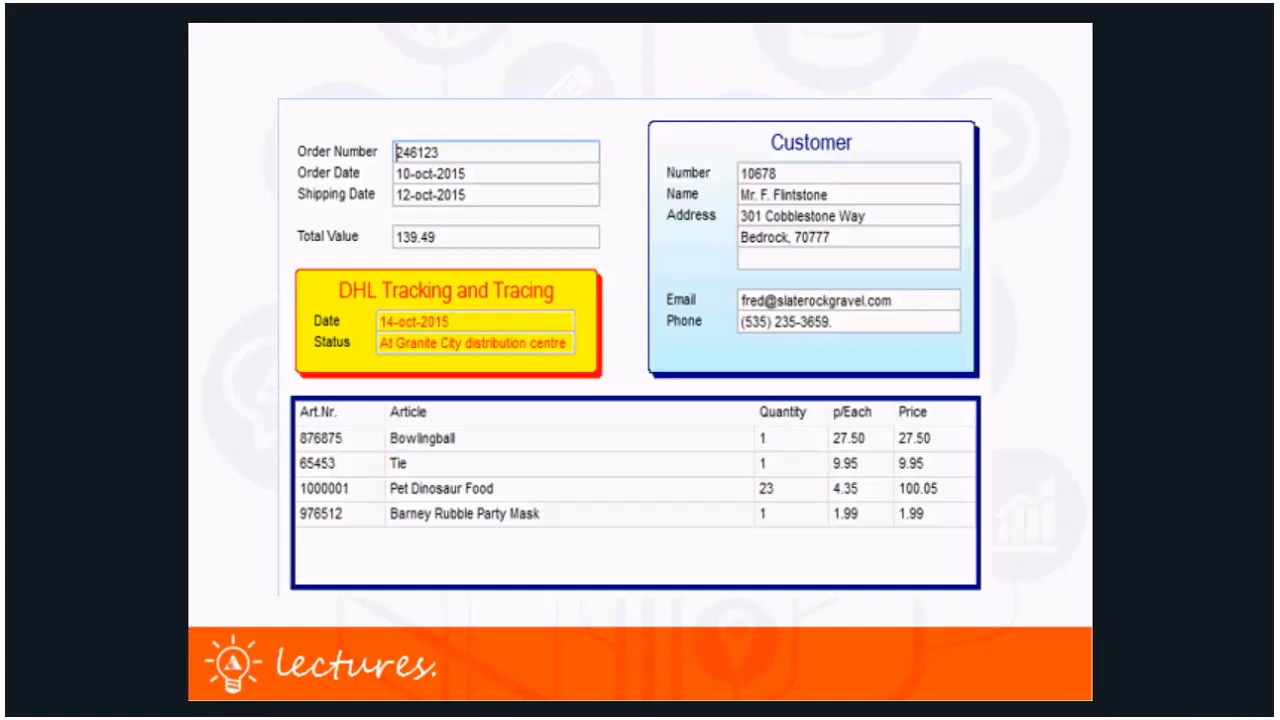 Order Number 246123
Order Date 10-oct-2015
Shipping Date 12-oct-2015
Total Value 139.49
DHL Tracking and Tracing
Date 14-oct-2015
Status At Granite City distribution centre
Customer
Number 10678
Name Mr. F. Flintstone
Address 301 Cobblestone Way
Bedrock, 70777
Email fred@slaterockgravel.com
Phone (535) 235-3659.
Art.Nr. Article Quantity p/Each Price
876875 Bowlingball 1 27.50 27.50
65453 Tie 1 9.95 9.95
1000001 Pet Dinosaur Food 23 4.35 100.05
976512 Barney Rubble Party Mask 1 1.99 1.99
A lectures.